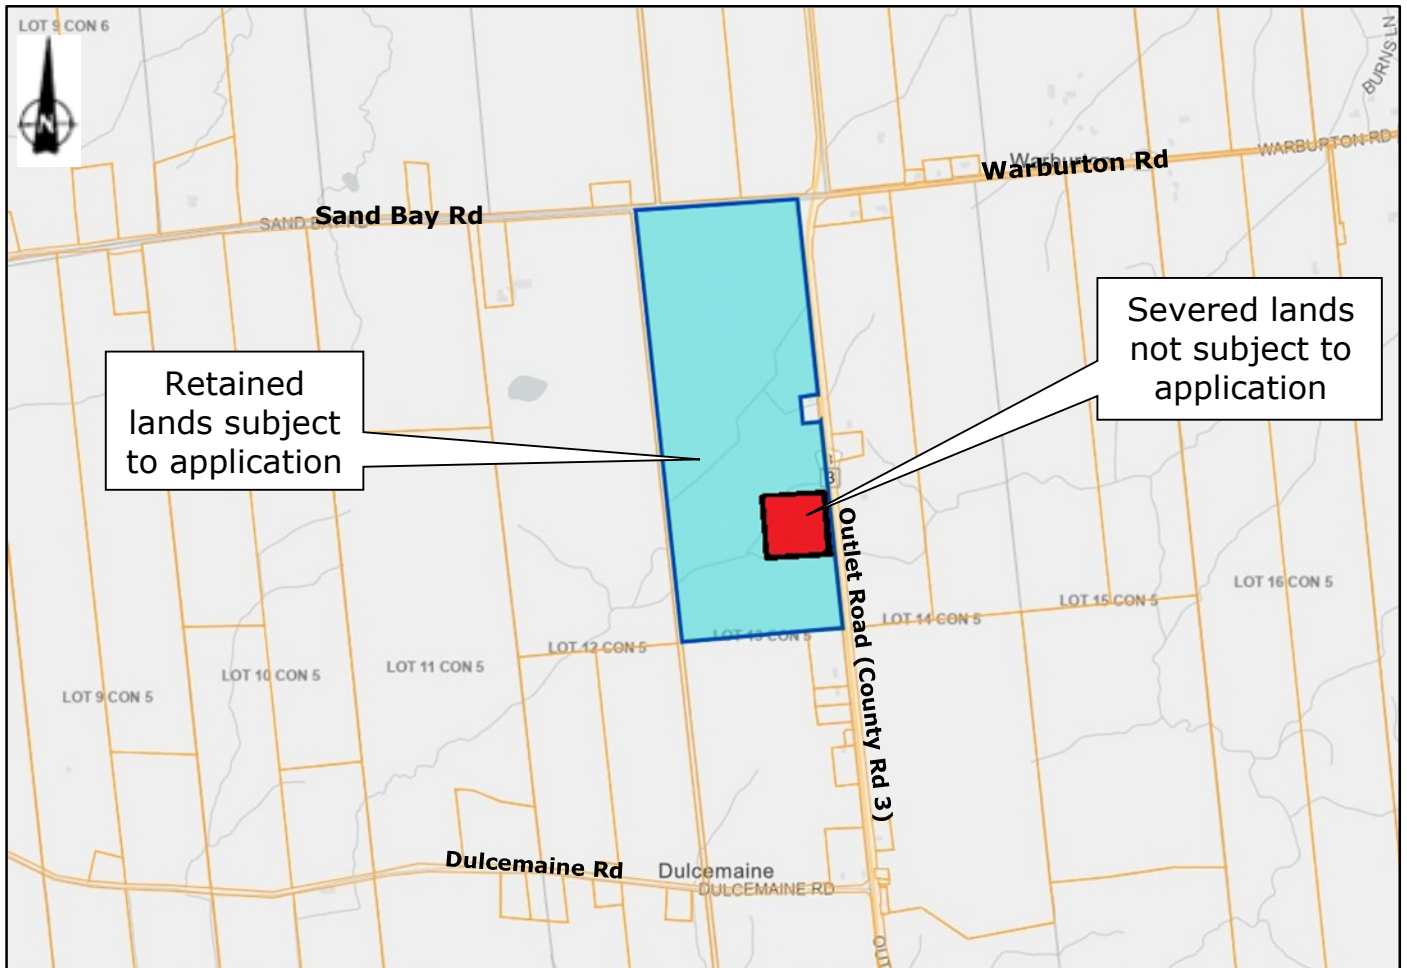 LOT 9 CON 6
N
BURNS LN
WARBURTON RD
Warburton
Warburton Rd
SAND BAY RD
Sand Bay Rd
Severed lands
not subject to
application
Retained
lands subject
to application
3
Outlet Road (County Rd 3)
LOT 16 CON 5
LOT 15 CON 5
LOT 14 CON 5
LOT 13 CON 5
LOT 12 CON 5
LOT 11 CON 5
LOT 10 CON 5
LOT 9 CON 5
Dulcemaine Rd
Dulcemaine
DULCEMAINE RD
OUT